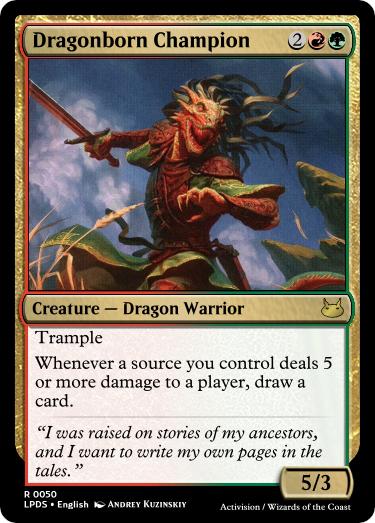 Dragonborn Champion 2
Creature — Dragon Warrior
Trample
Whenever a source you control deals 5
or more damage to a player, draw a
card.
“I was raised on stories of my ancestors,
and I want to write my own pages in the
tales.”
5/3
R 0050
LPDS • English Andrey Kuzinskiy
Activision / Wizards of the Coast